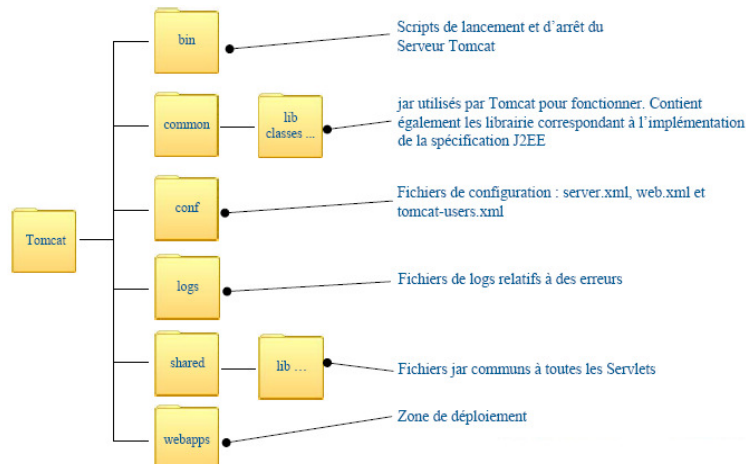 bin
Scripts de lancement et d'arrêt du
Serveur Tomcat
common
lib
classes ...
jar utilisés par Tomcat pour fonctionner. Contient
également les librairie correspondant à l'implémentation
de la spécification J2EE
Tomcat
conf
Fichiers de configuration : server.xml, web.xml et
tomcat-users.xml
logs
Fichiers de logs relatifs à des erreurs
shared
lib ...
Fichiers jar communs à toutes les Servlets
webapps
Zone de déploiement